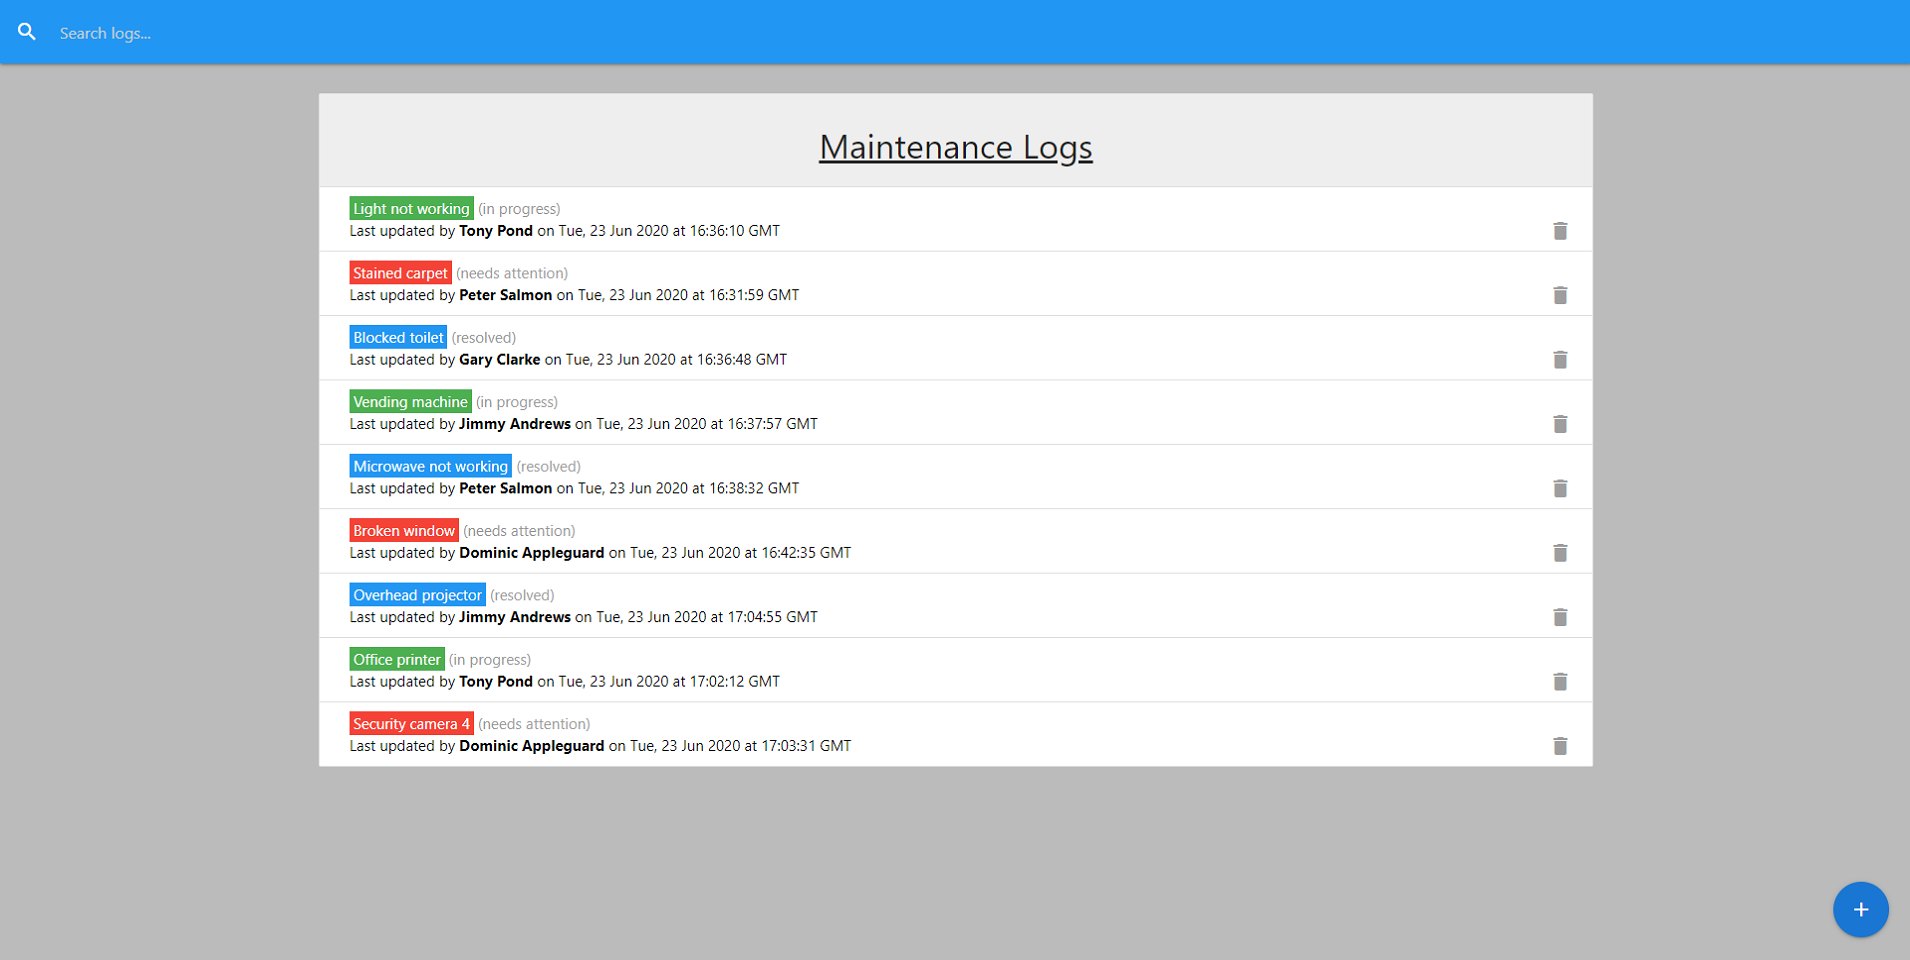 Search logs...
Maintenance Logs
Light not working (in progress)
Last updated by Tony Pond on Tue, 23 Jun 2020 at 16:36:10 GMT
Stained carpet (needs attention)
Last updated by Peter Salmon on Tue, 23 Jun 2020 at 16:31:59 GMT
Blocked toilet (resolved)
Last updated by Gary Clarke on Tue, 23 Jun 2020 at 16:36:48 GMT
Vending machine (in progress)
Last updated by Jimmy Andrews on Tue, 23 Jun 2020 at 16:37:57 GMT
Microwave not working (resolved)
Last updated by Peter Salmon on Tue, 23 Jun 2020 at 16:38:32 GMT
Broken window (needs attention)
Last updated by Dominic Appleguard on Tue, 23 Jun 2020 at 16:42:35 GMT
Overhead projector (resolved)
Last updated by Jimmy Andrews on Tue, 23 Jun 2020 at 17:04:55 GMT
Office printer (in progress)
Last updated by Tony Pond on Tue, 23 Jun 2020 at 17:02:12 GMT
Security camera 4 (needs attention)
Last updated by Dominic Appleguard on Tue, 23 Jun 2020 at 17:03:31 GMT